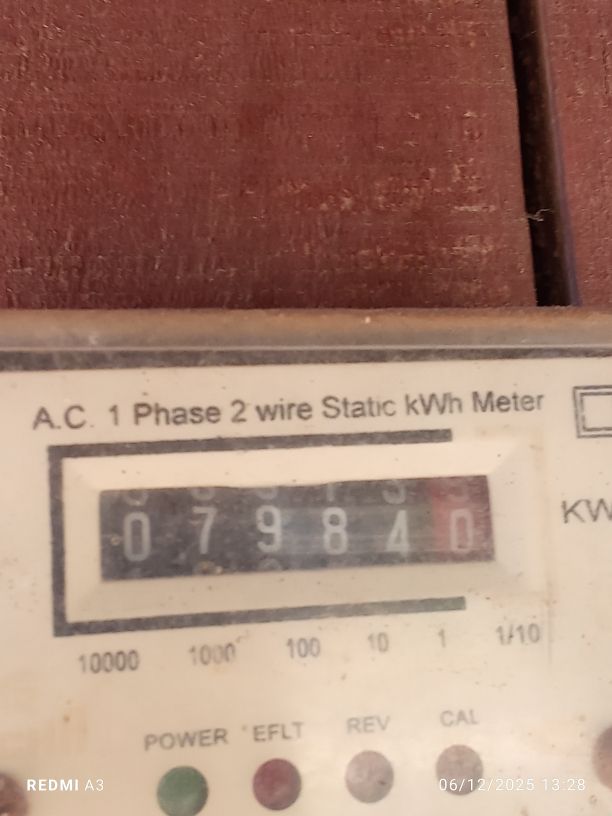 A.C. 1 Phase 2 wire Static kWh Meter
0 7 9 8 4 0
KW
10000 1000 100 10 1 1/10
POWER EFLT REV CAL
REDMI A3
06/12/2025 13:28